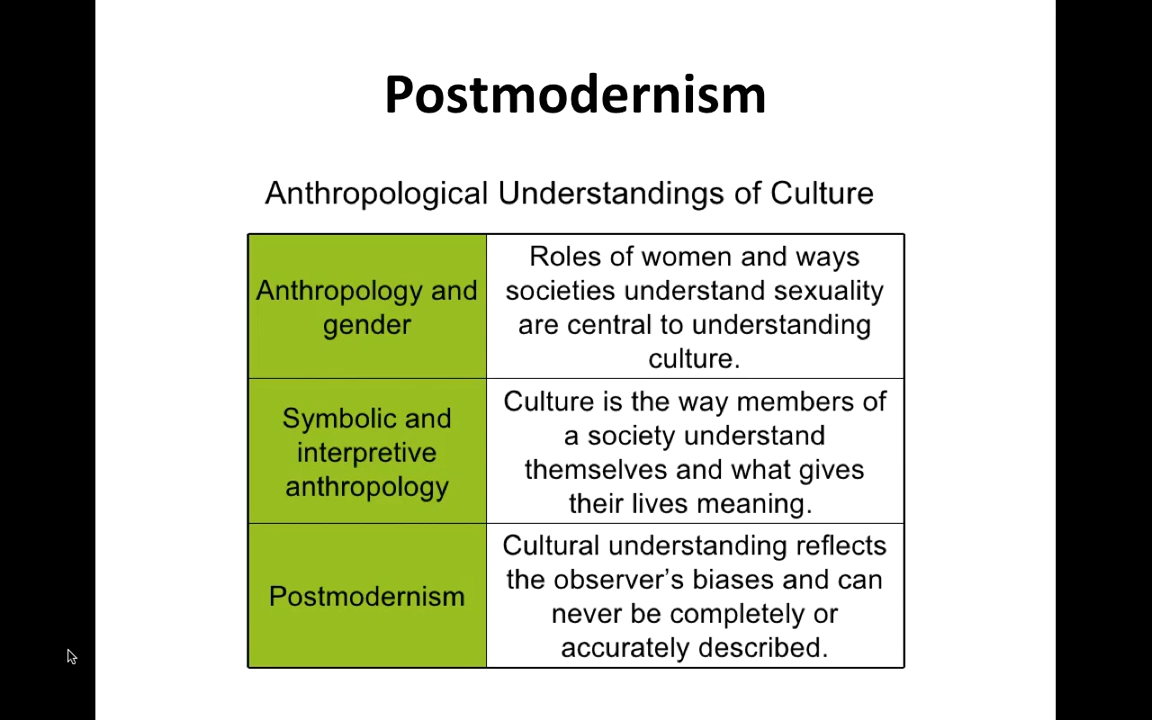 Postmodernism
Anthropological Understandings of Culture
Anthropology and
gender
Roles of women and ways
societies understand sexuality
are central to understanding
culture.
Symbolic and
interpretive
anthropology
Culture is the way members of
a society understand
themselves and what gives
their lives meaning.
Postmodernism
Cultural understanding reflects
the observer’s biases and can
never be completely or
accurately described.